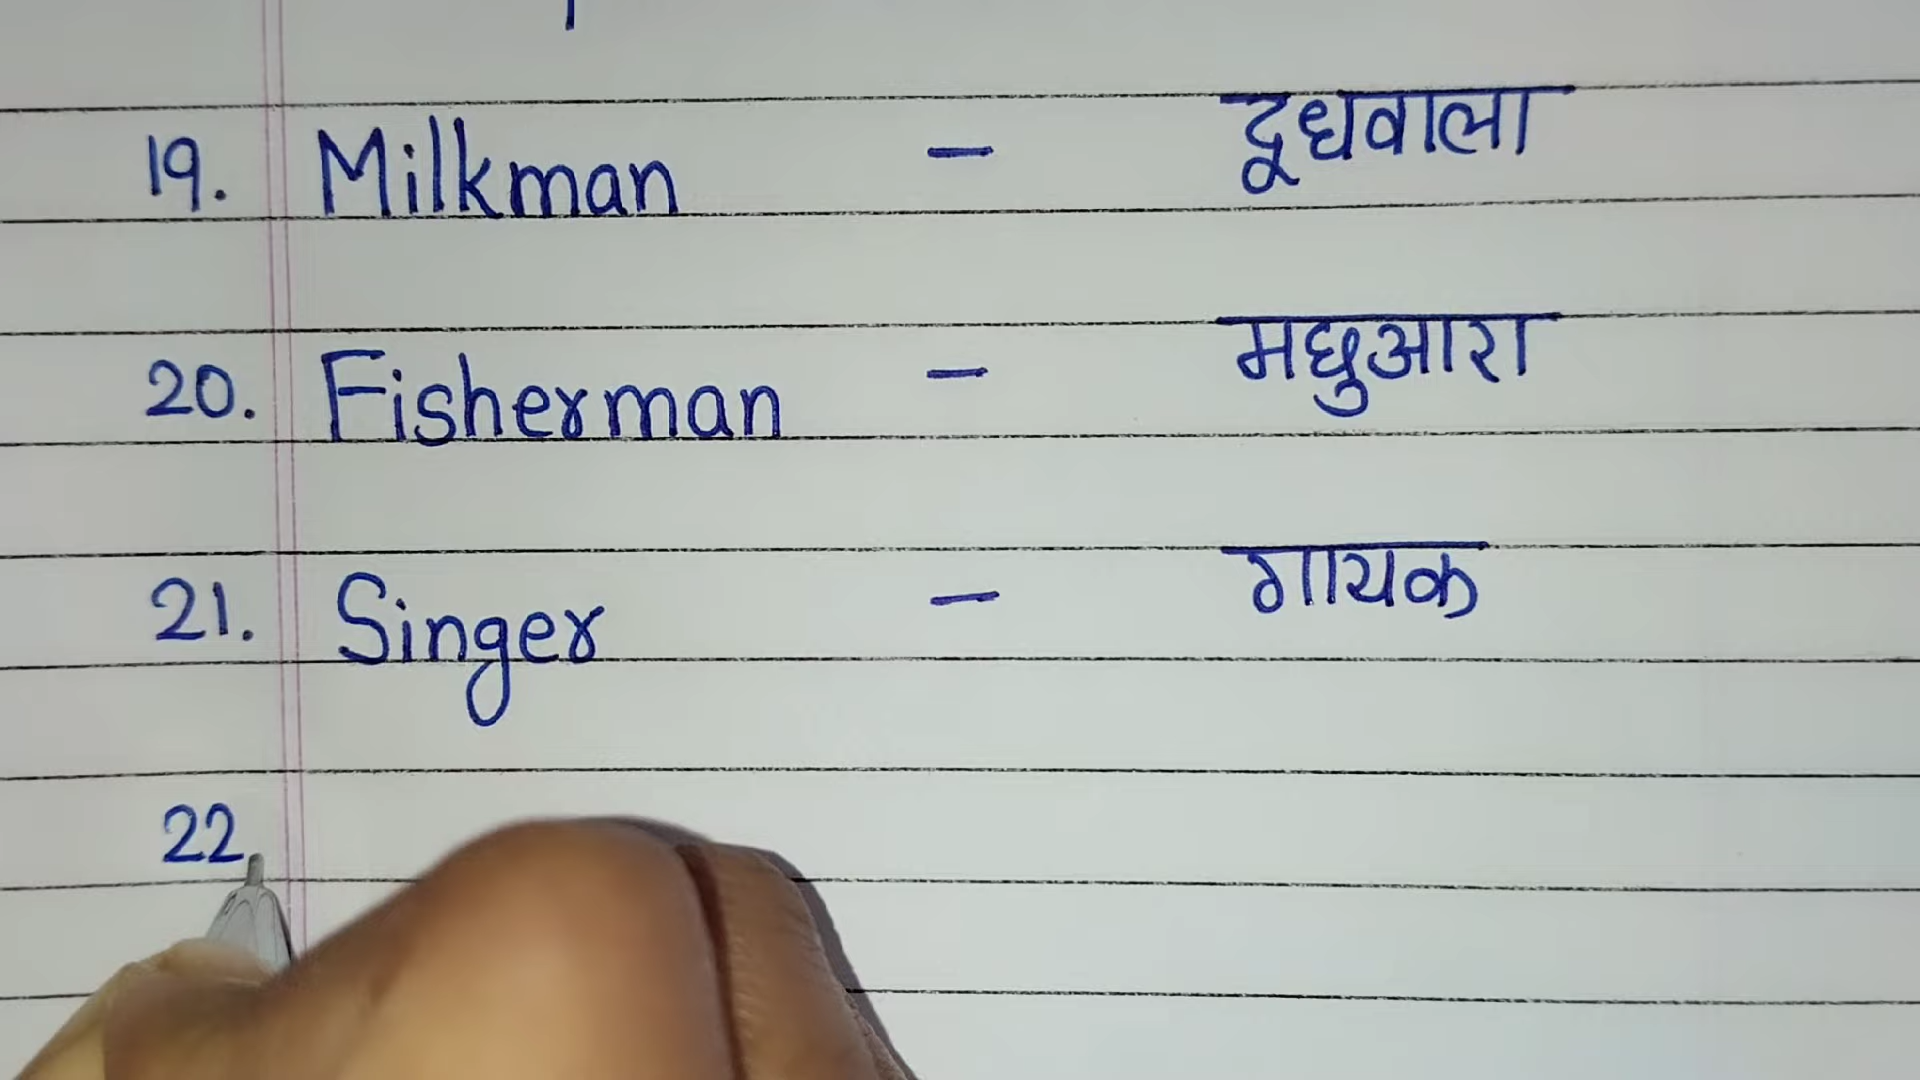 19. Milkman - दूधवाला
20. Fisherman - मछुआरा
21. Singer - गायक
22.